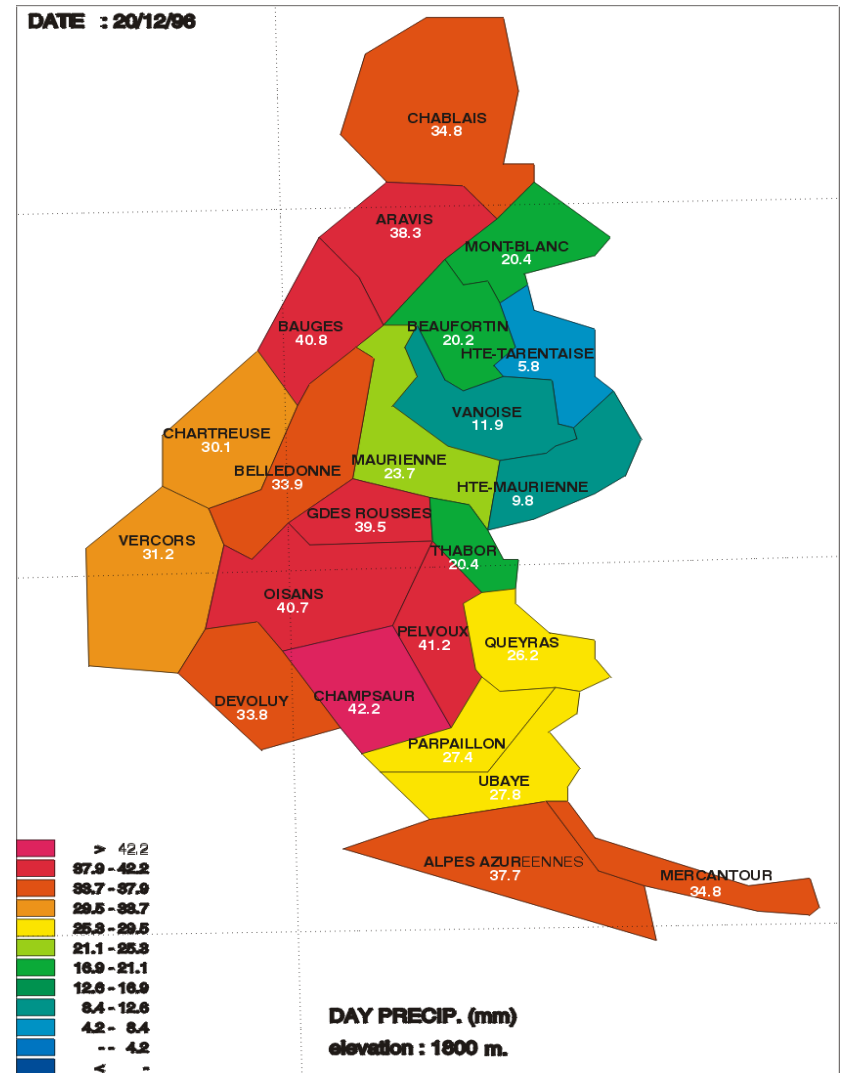 DATE : 20/12/96
CHABLAIS
34.8
ARAVIS
38.3
MONT-BLANC
20.4
BAUGES
40.8
BEAUFORTIN
20.2
HTE-TARENTAISE
5.8
VANOISE
11.9
CHARTREUSE
30.1
MAURIENNE
23.7
BELLEDONNE
33.9
HTE-MAURIENNE
9.8
GDES ROUSSES
39.5
VERCORS
31.2
THABOR
20.4
OISANS
40.7
PELVOUX
41.2
QUEYRAS
26.2
DEVOLUY
33.8
CHAMPSAUR
42.2
PARPAILLON
27.4
UBAYE
27.8
ALPES AZUREENNES
37.7
MERCANTOUR
34.8
> 42.2
37.9 - 42.2
33.7 - 37.9
29.5 - 33.7
25.3 - 29.5
21.1 - 25.3
16.9 - 21.1
12.6 - 16.9
8.4 - 12.6
4.2 - 8.4
-- 4.2
< -
DAY PRECIP. (mm)
elevation : 1800 m.